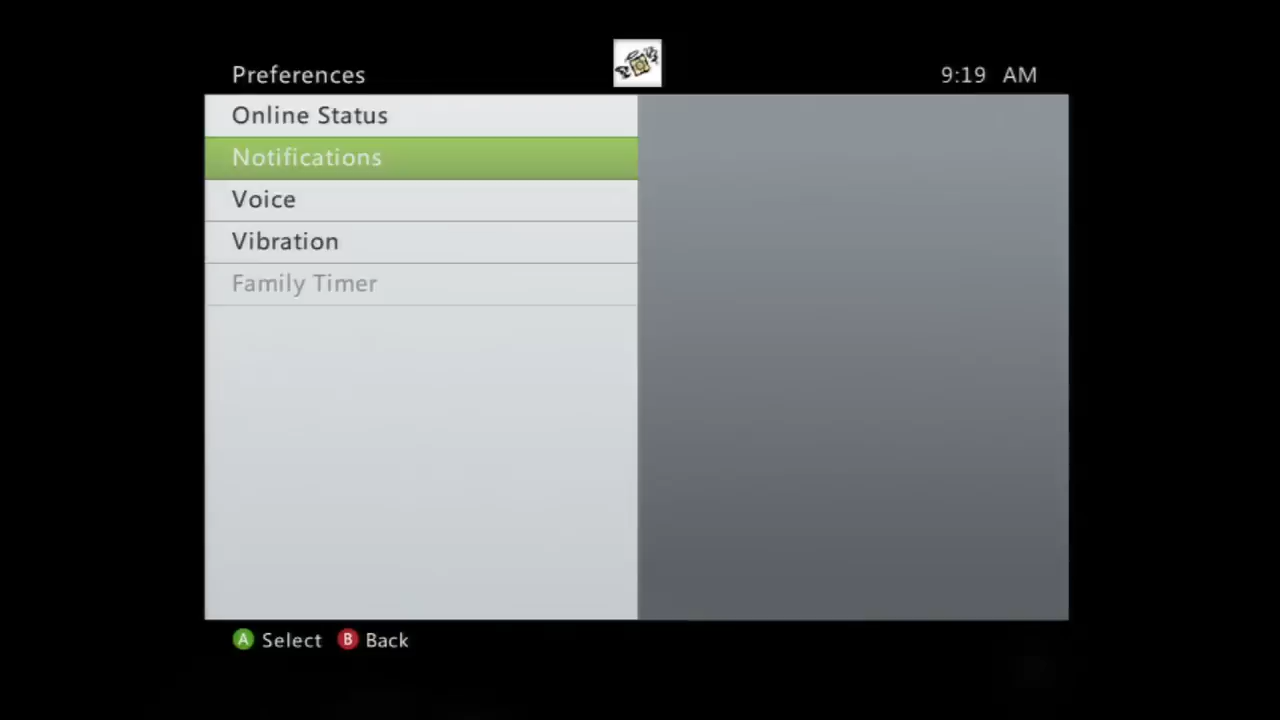 Preferences
9:19 AM
Online Status
Notifications
Voice
Vibration
Family Timer
A Select B Back